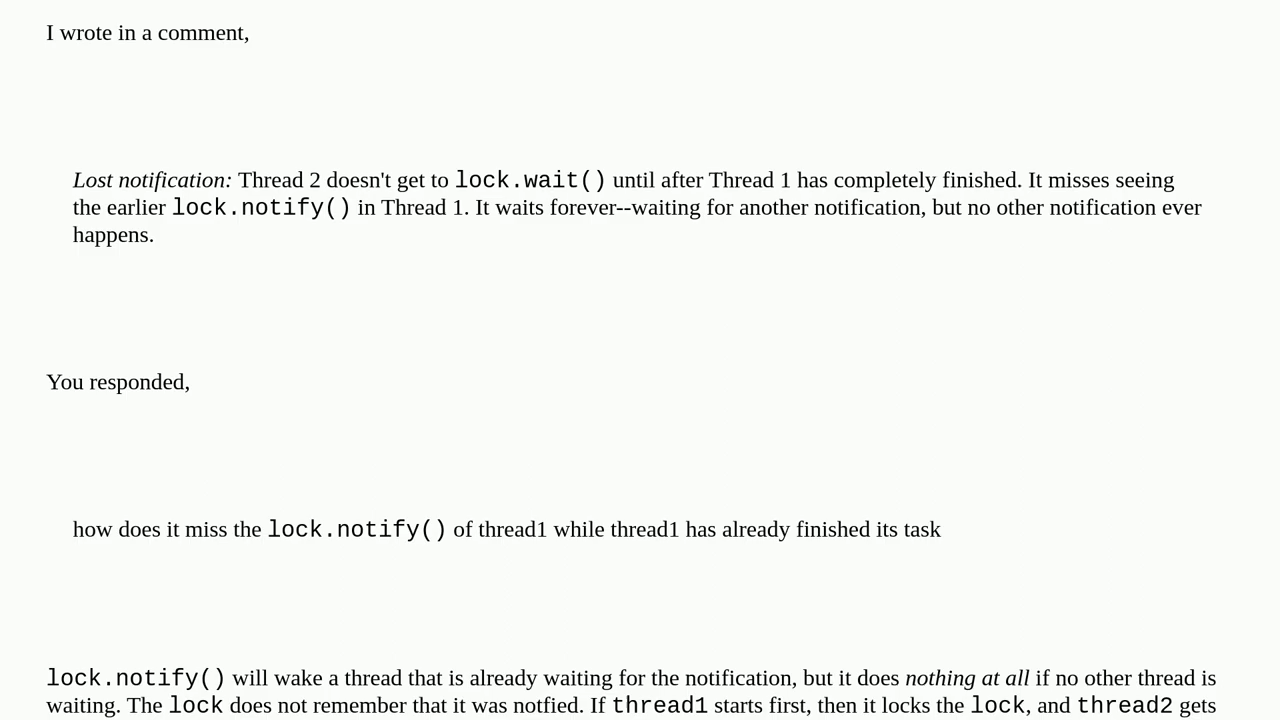 I wrote in a comment,
Lost notification: Thread 2 doesn't get to lock.wait() until after Thread 1 has completely finished. It misses seeing
the earlier lock.notify() in Thread 1. It waits forever--waiting for another notification, but no other notification ever
happens.
You responded,
how does it miss the lock.notify() of thread1 while thread1 has already finished its task
lock.notify() will wake a thread that is already waiting for the notification, but it does nothing at all if no other thread is
waiting. The lock does not remember that it was notfied. If thread1 starts first, then it locks the lock, and thread2 gets